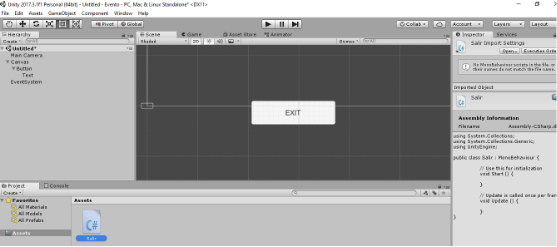 Unity 2017.3.1f1 Personal (64bit) - Untitled - Events - PC, Mac & Linux Standalone* <DX11>
File Edit Assets GameObject Component Window Help
Pivot Global Collab Account Layers Layout
Hierarchy Scene Game Asset Store Animator Inspector Services
Create Shaded 2D Gizmos
Untitled*
Main Camera
Canvas
Button
Text
EventSystem
EXIT
Salir Import Settings
Open... Execution Orde
No MonoBehaviour scripts in the file, or
their names do not match the file name.
Imported Object
Salir
Assembly Information
Filename Assembly-CSharp.d
using System.Collections;
using System.Collections.Generic;
using UnityEngine;
public class Salir : MonoBehaviour {
// Use this for initialization
void Start () {
}
// Update is called once per fram
void Update () {
}
}
Project Console
Create
Favorites
All Materials
All Models
All Prefabs
Assets
Assets
C#
Salir